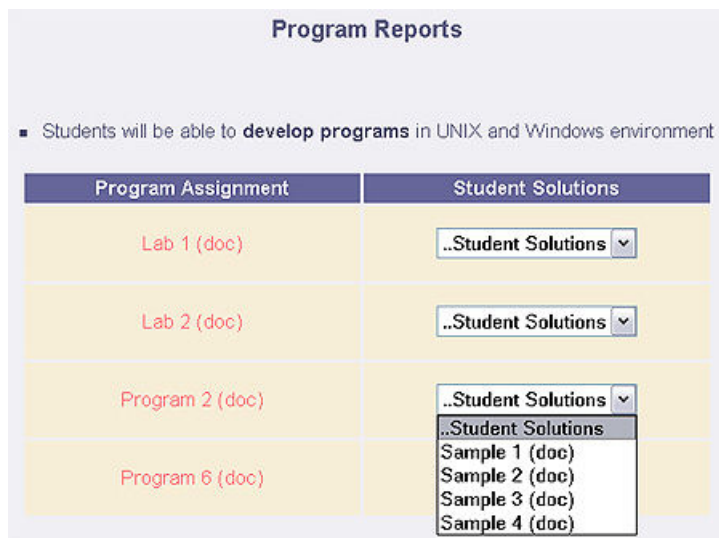 Program Reports
▪ Students will be able to develop programs in UNIX and Windows environment
Program Assignment Student Solutions
Lab 1 (doc) ..Student Solutions
Lab 2 (doc) ..Student Solutions
Program 2 (doc) ..Student Solutions
..Student Solutions
Sample 1 (doc)
Sample 2 (doc)
Program 6 (doc) Sample 3 (doc)
Sample 4 (doc)